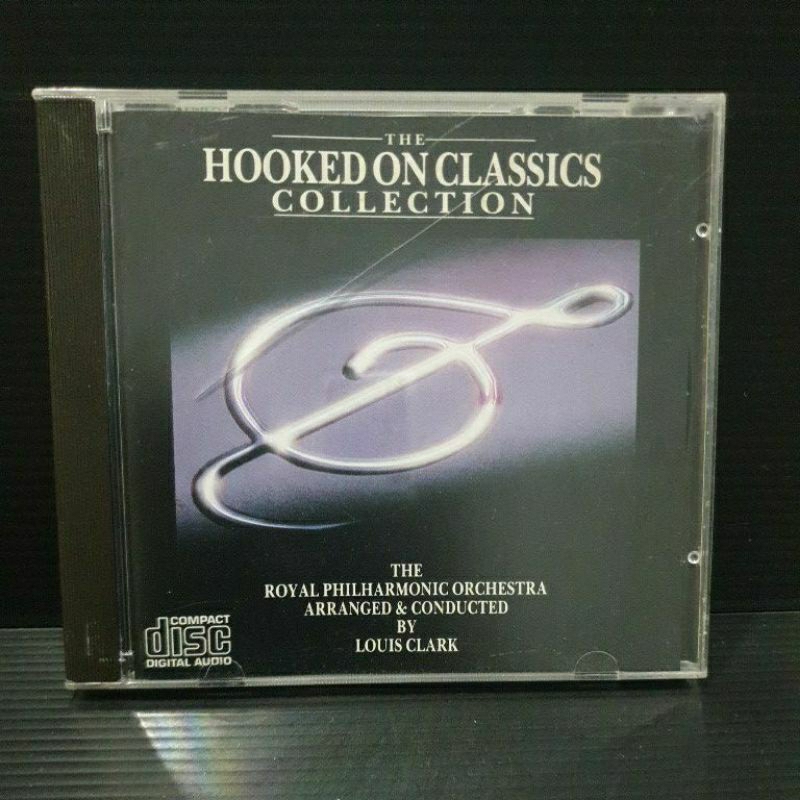 THE
HOOKED ON CLASSICS
COLLECTION
THE
ROYAL PHILHARMONIC ORCHESTRA
ARRANGED & CONDUCTED
BY
LOUIS CLARK
COMPACT
disc
DIGITAL AUDIO